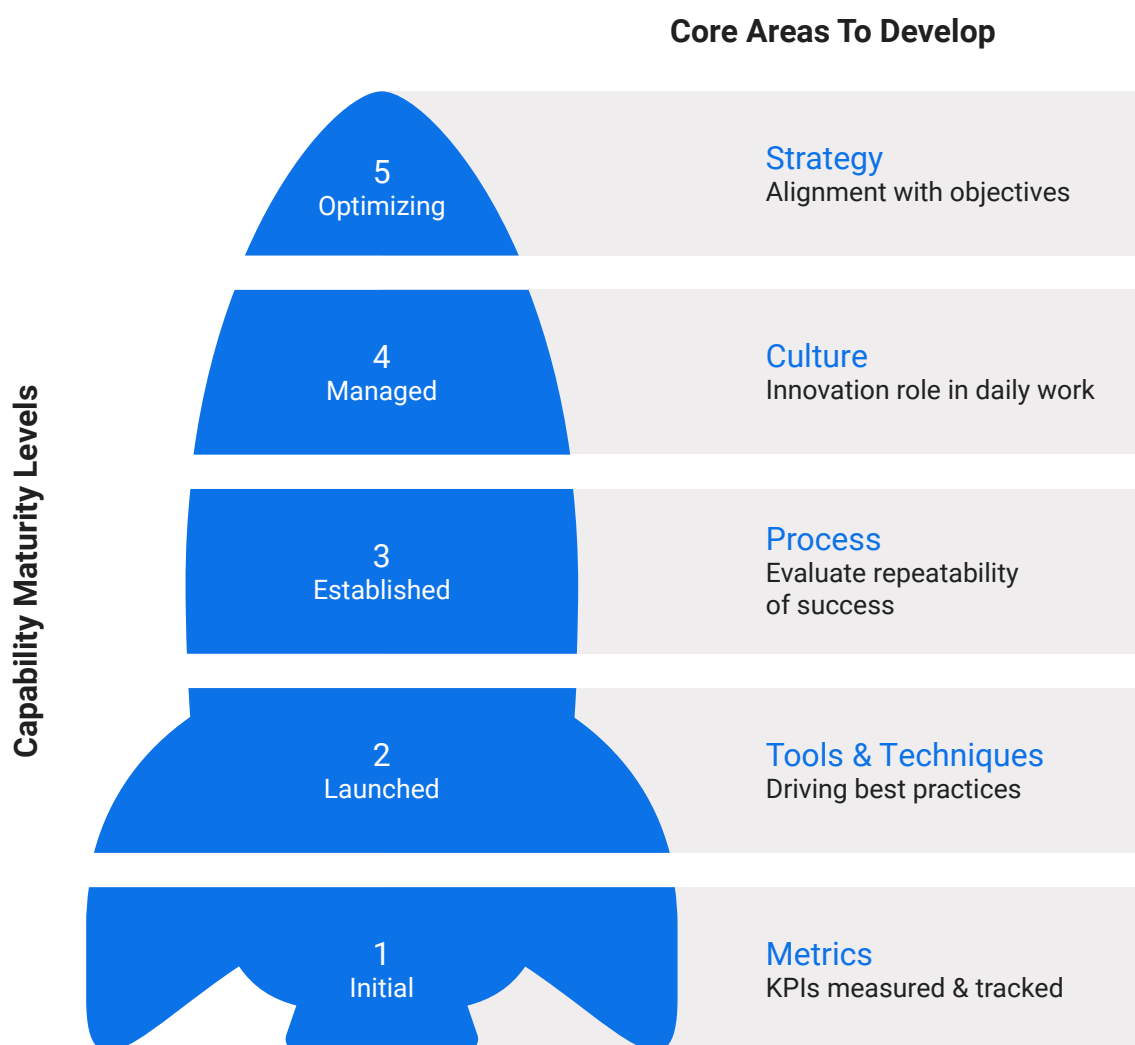 Core Areas To Develop
Capability Maturity Levels
5
Optimizing
Strategy
Alignment with objectives
4
Managed
Culture
Innovation role in daily work
3
Established
Process
Evaluate repeatability
of success
2
Launched
Tools & Techniques
Driving best practices
1
Initial
Metrics
KPIs measured & tracked